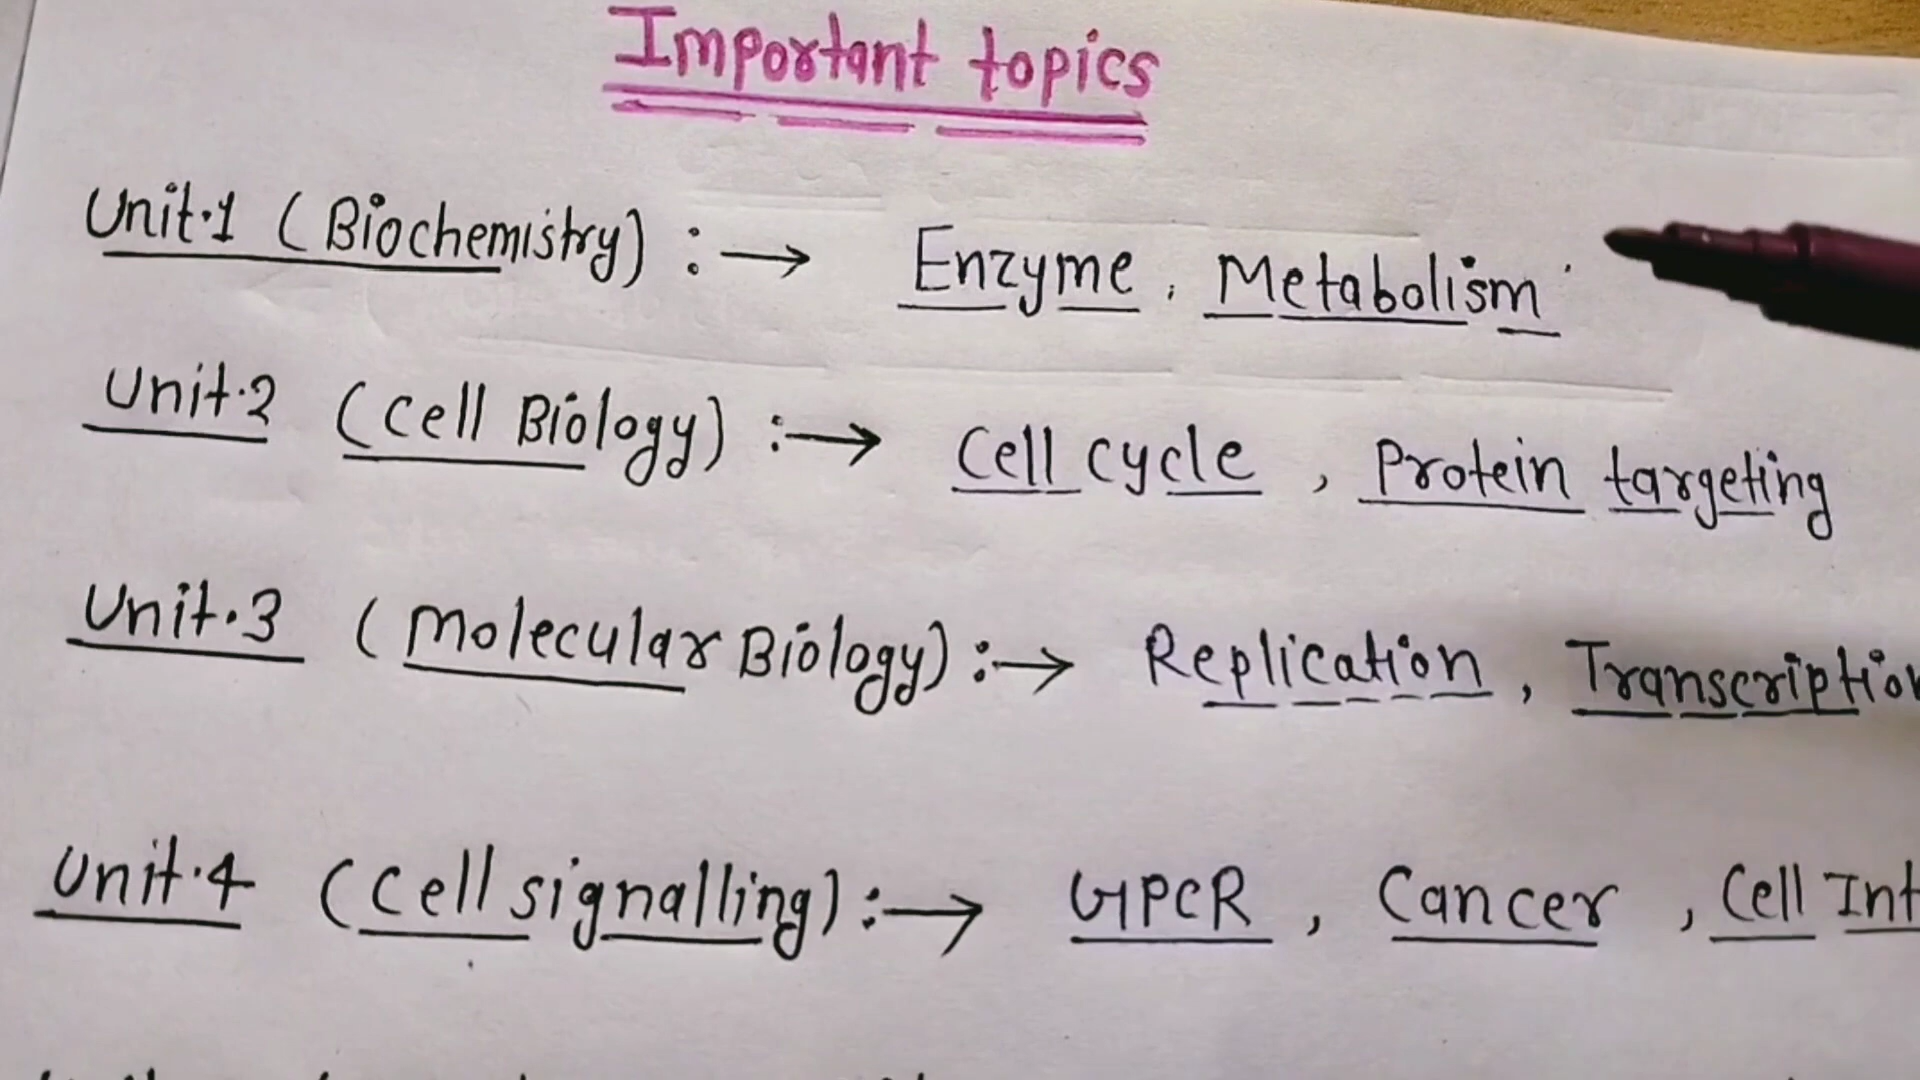 Important topics
Unit.1 (Biochemistry) :→ Enzyme, Metabolism
Unit.2 (Cell Biology) :→ Cell cycle, Protein targeting
Unit.3 (Molecular Biology) :→ Replication, Transcription
Unit.4 (Cell signalling) :→ GPCR, Cancer, Cell Int